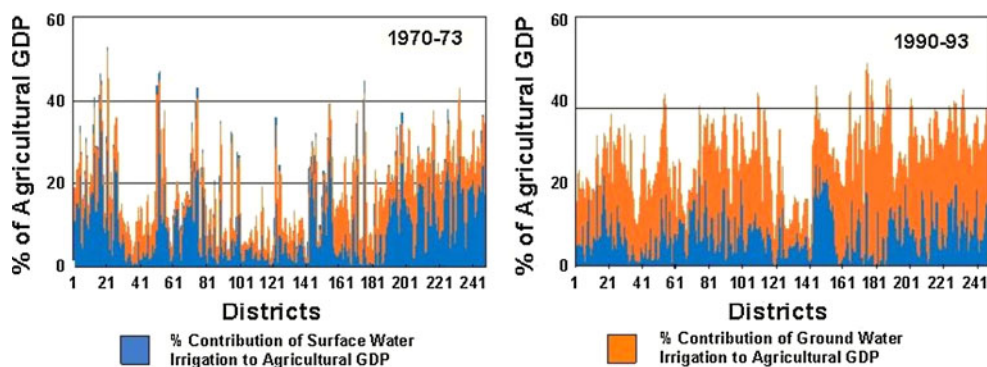 60
40
20
0
% of Agricultural GDP
1970-73
1 21 41 61 81 101 121 141 161 181 201 221 241
Districts
60
40
20
0
% of Agricultural GDP
1990-93
1 21 41 61 81 101 121 141 161 181 201 221 241
Districts
% Contribution of Surface Water
Irrigation to Agricultural GDP
% Contribution of Ground Water
Irrigation to Agricultural GDP